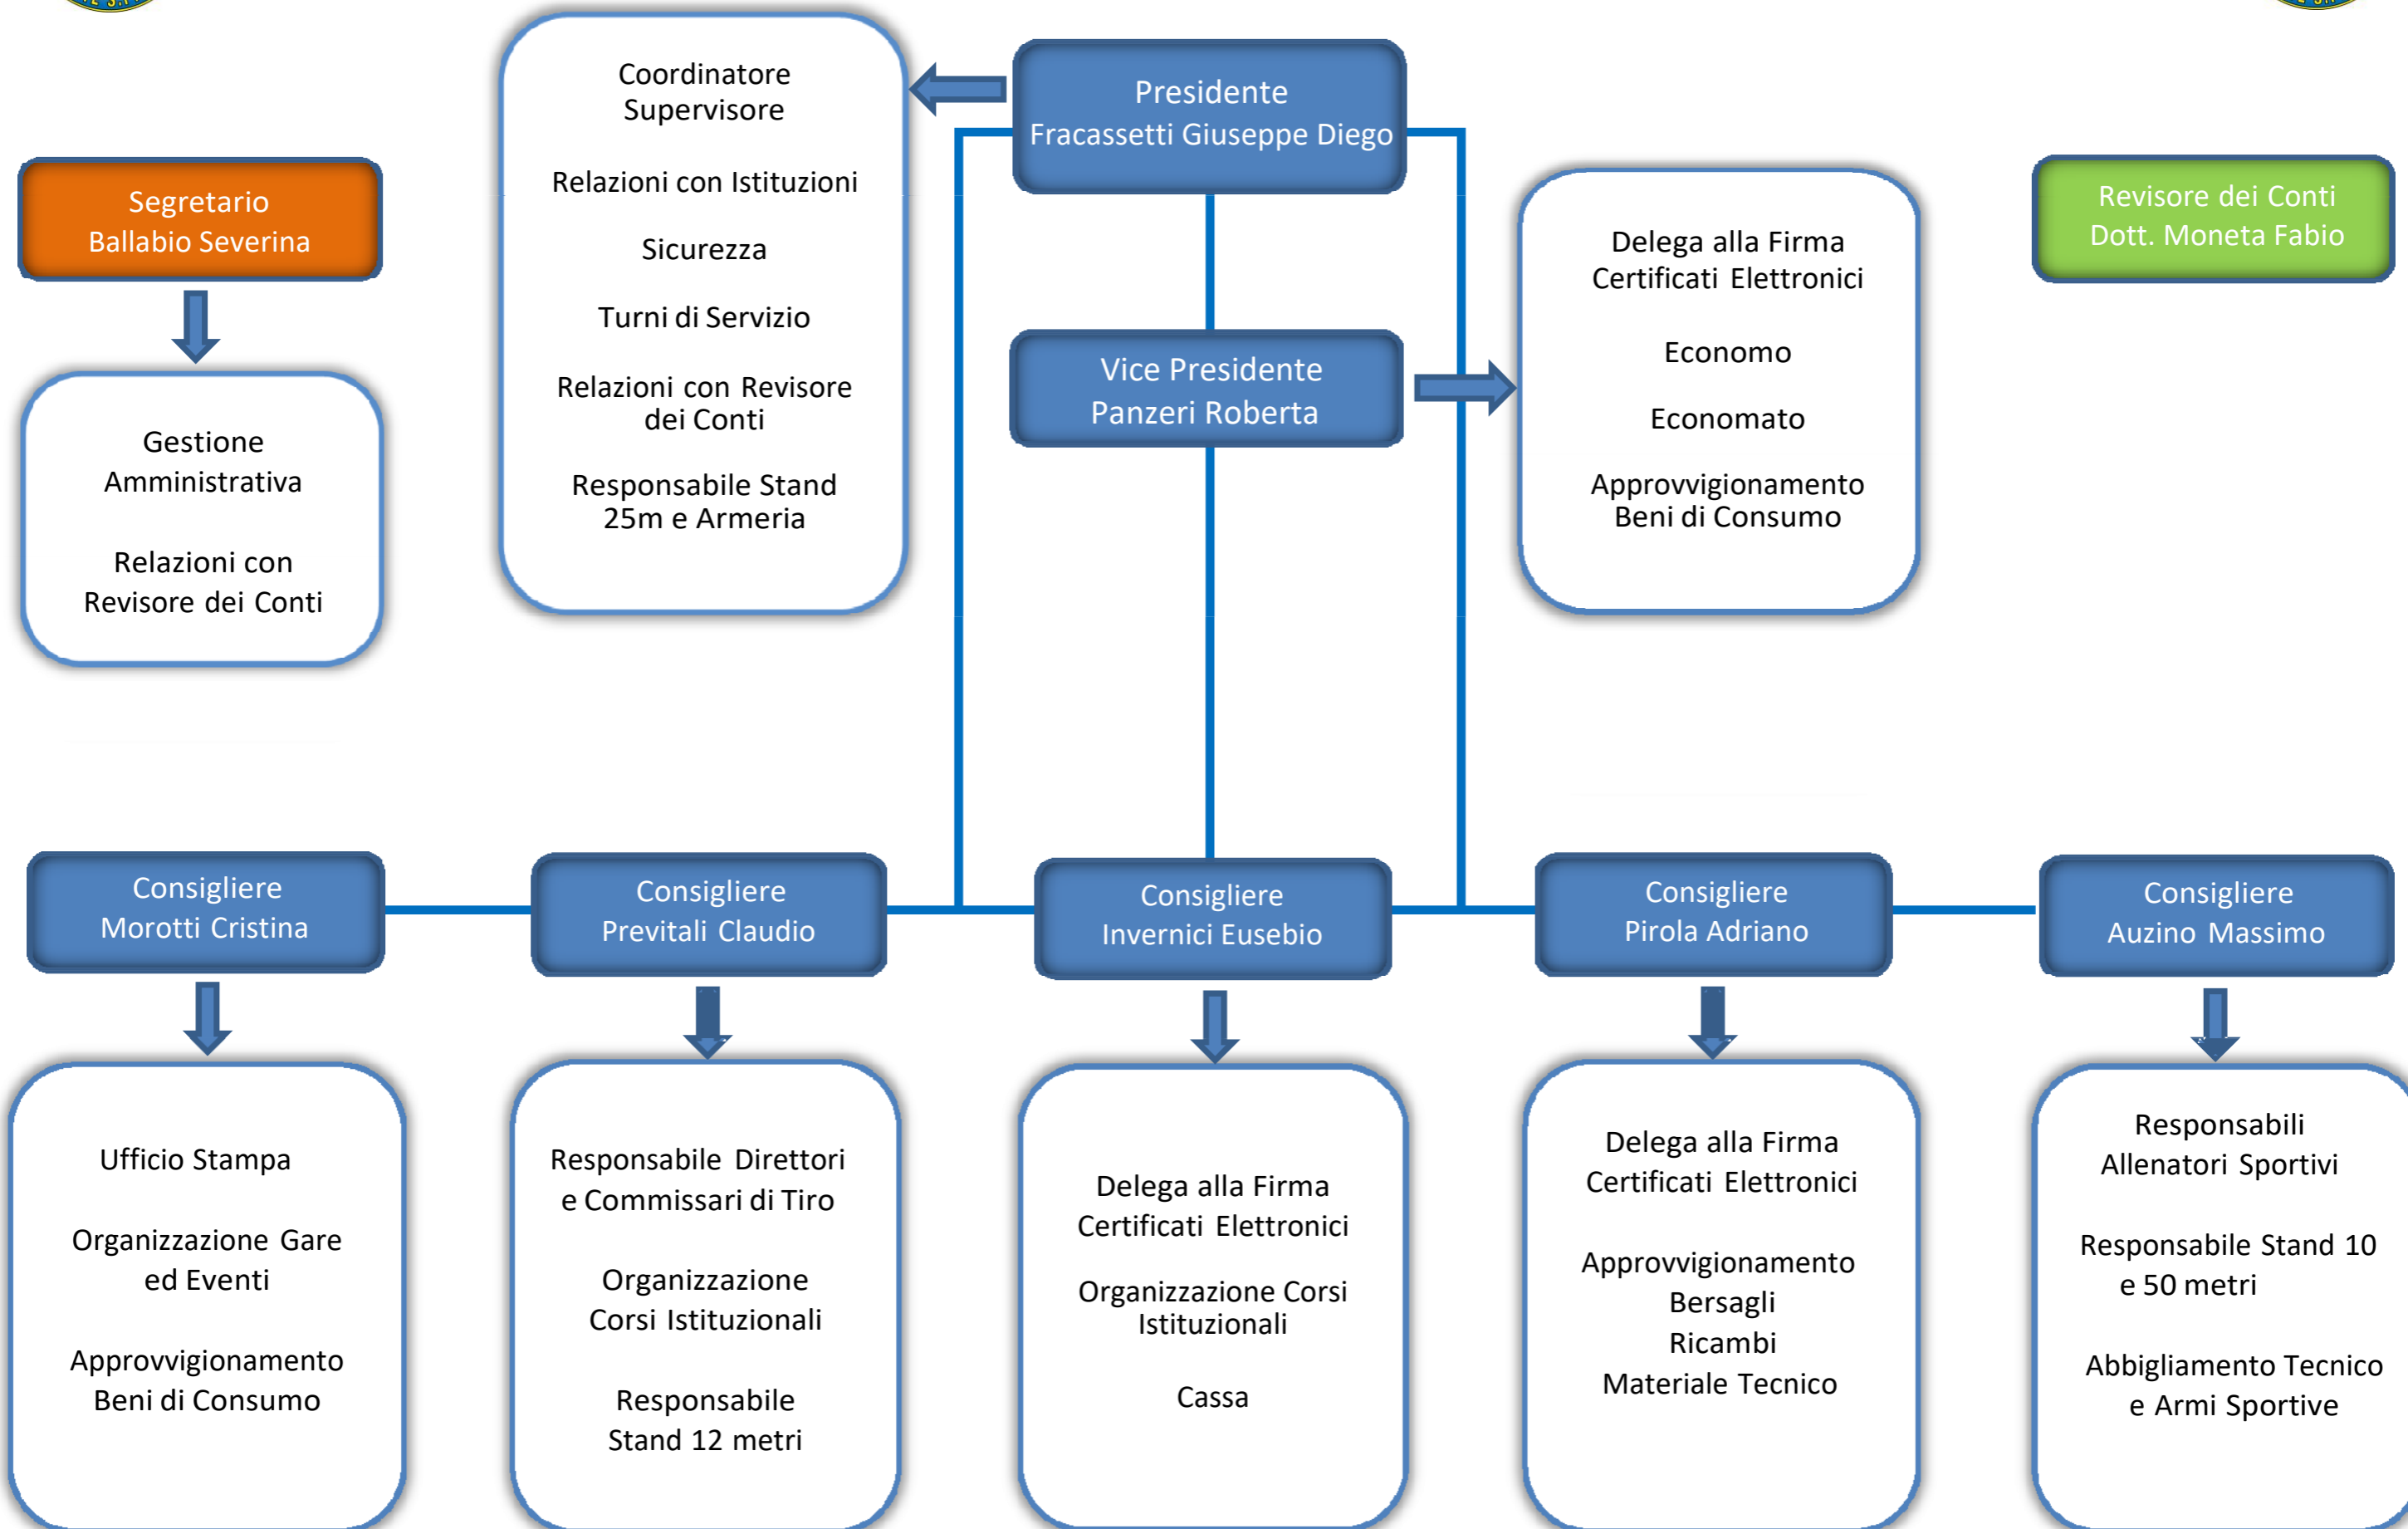 Coordinatore
Supervisore
Relazioni con Istituzioni
Sicurezza
Turni di Servizio
Relazioni con Revisore
dei Conti
Responsabile Stand
25m e Armeria
Presidente
Fracassetti Giuseppe Diego
Segretario
Ballabio Severina
Gestione
Amministrativa
Relazioni con
Revisore dei Conti
Vice Presidente
Panzeri Roberta
Delega alla Firma
Certificati Elettronici
Economo
Economato
Approvvigionamento
Beni di Consumo
Revisore dei Conti
Dott. Moneta Fabio
Consigliere
Morotti Cristina
Consigliere
Previtali Claudio
Consigliere
Invernici Eusebio
Consigliere
Pirola Adriano
Consigliere
Auzino Massimo
Ufficio Stampa
Organizzazione Gare
ed Eventi
Approvvigionamento
Beni di Consumo
Responsabile Direttori
e Commissari di Tiro
Organizzazione
Corsi Istituzionali
Responsabile
Stand 12 metri
Delega alla Firma
Certificati Elettronici
Organizzazione Corsi
Istituzionali
Cassa
Delega alla Firma
Certificati Elettronici
Approvvigionamento
Bersagli
Ricambi
Materiale Tecnico
Responsabili
Allenatori Sportivi
Responsabile Stand 10
e 50 metri
Abbigliamento Tecnico
e Armi Sportive